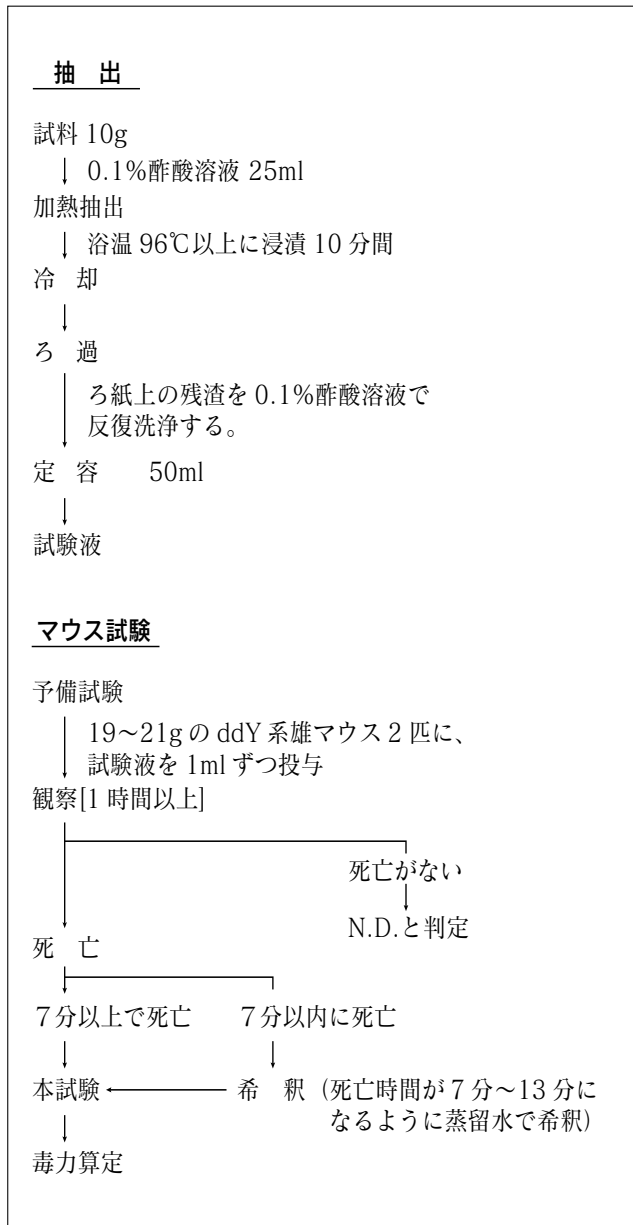 抽　出
試料 10g
0.1%酢酸溶液 25ml
加熱抽出
浴温 96℃以上に浸漬 10 分間
冷　却
ろ　過
ろ紙上の残渣を 0.1%酢酸溶液で
反復洗浄する。
定　容　　50ml
試験液
マウス試験
予備試験
19～21g の ddY 系雄マウス 2 匹に、
試験液を 1ml ずつ投与
観察[1 時間以上]
死亡がない
N.D.と判定
死　亡
７分以上で死亡　７分以内に死亡
本試験　希　釈（死亡時間が 7 分～13 分に
なるように蒸留水で希釈）
毒力算定